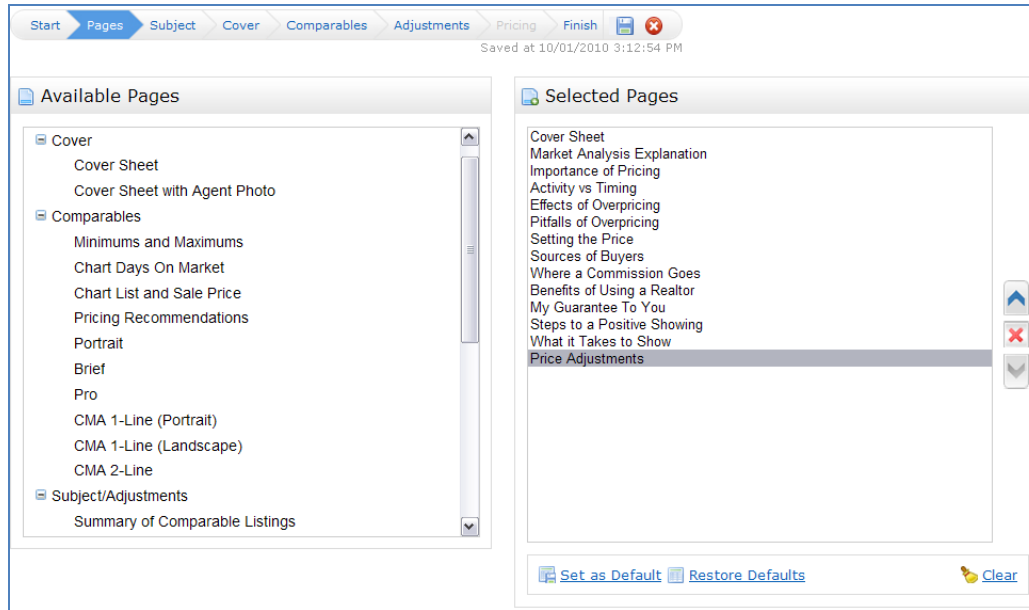 Start Pages Subject Cover Comparables Adjustments Pricing Finish
Saved at 10/01/2010 3:12:54 PM
Available Pages
Cover
Cover Sheet
Cover Sheet with Agent Photo
Comparables
Minimums and Maximums
Chart Days On Market
Chart List and Sale Price
Pricing Recommendations
Portrait
Brief
Pro
CMA 1-Line (Portrait)
CMA 1-Line (Landscape)
CMA 2-Line
Subject/Adjustments
Summary of Comparable Listings
Selected Pages
Cover Sheet
Market Analysis Explanation
Importance of Pricing
Activity vs Timing
Effects of Overpricing
Pitfalls of Overpricing
Setting the Price
Sources of Buyers
Where a Commission Goes
Benefits of Using a Realtor
My Guarantee To You
Steps to a Positive Showing
What it Takes to Show
Price Adjustments
Set as Default Restore Defaults Clear